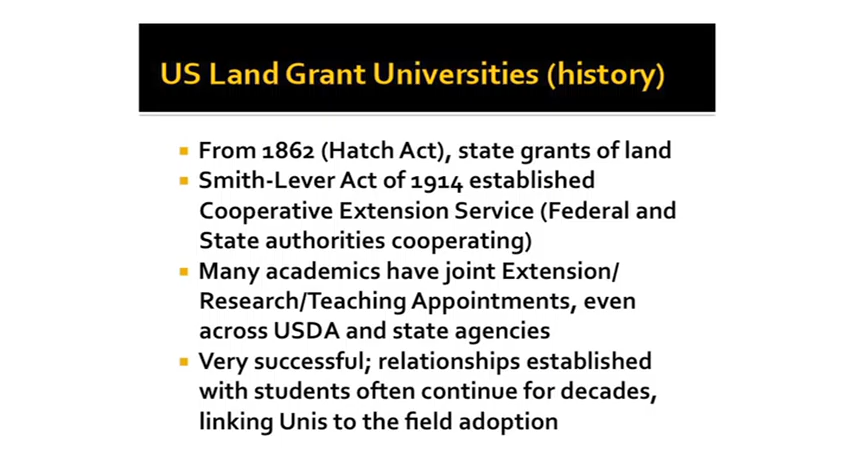 US Land Grant Universities (history)
From 1862 (Hatch Act), state grants of land
Smith-Lever Act of 1914 established
Cooperative Extension Service (Federal and
State authorities cooperating)
Many academics have joint Extension/
Research/Teaching Appointments, even
across USDA and state agencies
Very successful; relationships established
with students often continue for decades,
linking Unis to the field adoption